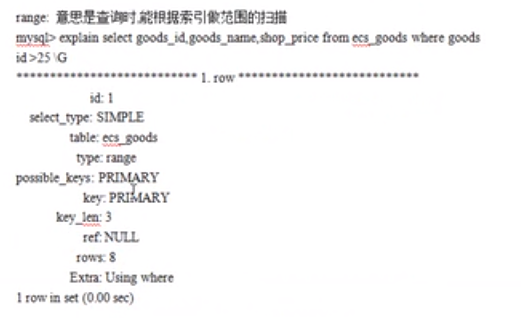 range: 意思是查询时,能根据索引做范围的扫描
mysql> explain select goods_id,goods_name,shop_price from ecs_goods where goods
id >25 \G
*************************** 1. row ***************************
id: 1
select_type: SIMPLE
table: ecs_goods
type: range
possible_keys: PRIMARY
key: PRIMARY
key_len: 3
ref: NULL
rows: 8
Extra: Using where
1 row in set (0.00 sec)